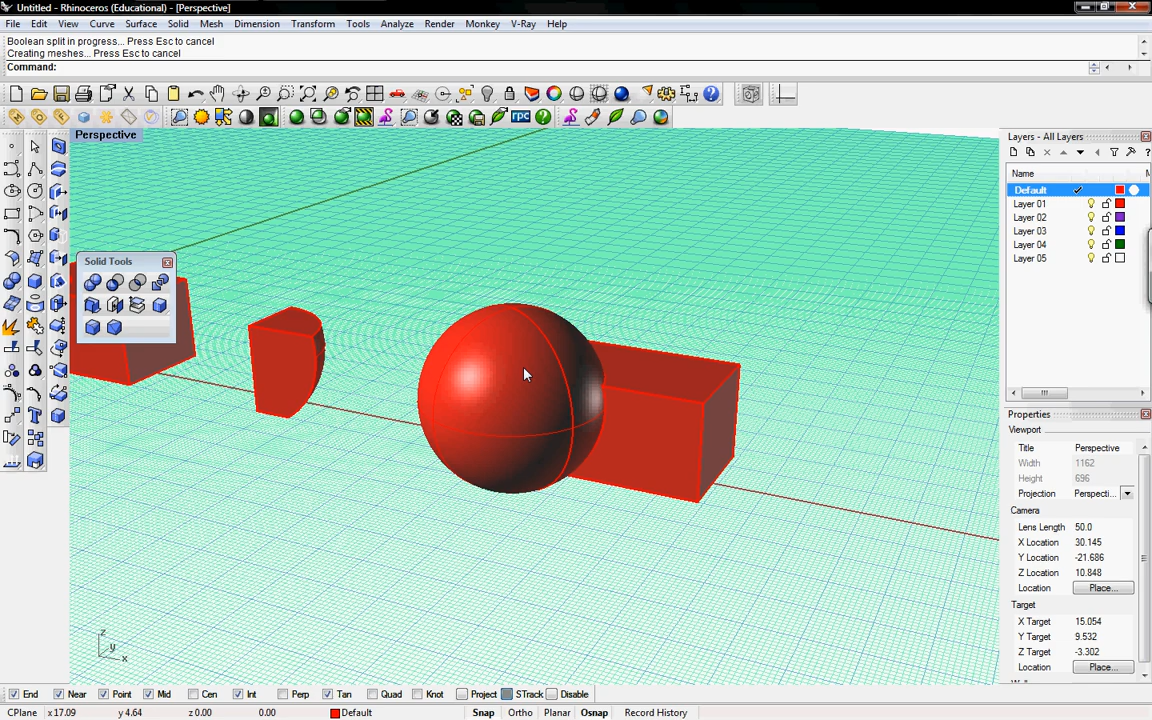 Untitled - Rhinoceros (Educational) - [Perspective]
File Edit View Curve Surface Solid Mesh Dimension Transform Tools Analyze Render Monkey V-Ray Help
Boolean split in progress... Press Esc to cancel
Creating meshes... Press Esc to cancel
Command:
rpc
Perspective
Solid Tools
z
y
x
Layers - All Layers
Name
Default
Layer 01
Layer 02
Layer 03
Layer 04
Layer 05
Properties
Viewport
Title Perspective
Width 1162
Height 696
Projection Perspecti...
Camera
Lens Length 50.0
X Location 30.145
Y Location -21.686
Z Location 10.848
Location Place...
Target
X Target 15.054
Y Target 9.532
Z Target -3.302
Location Place...
End Near Point Mid Cen Int Perp Tan Quad Knot Project STrack Disable
CPlane x 17.09 y 4.64 z 0.00 0.00 Default Snap Ortho Planar Osnap Record History